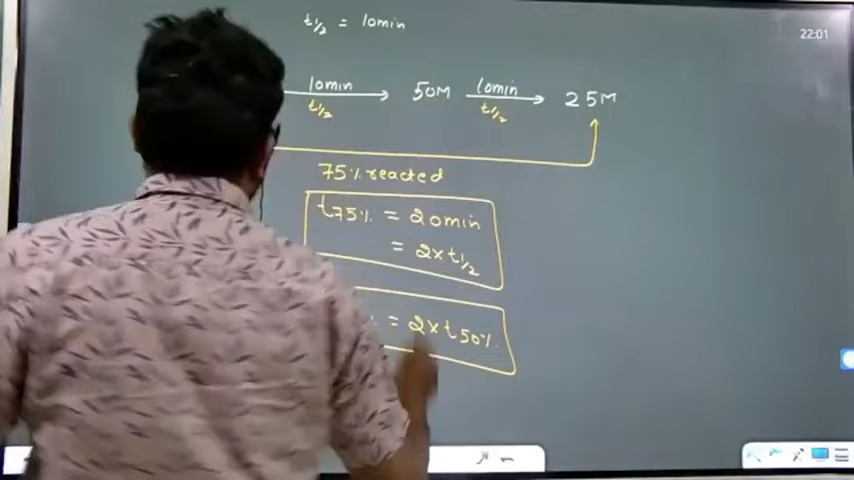 t½ = 10min
22:01
10min 50M 10min 25M
t½ t½
75% reacted
t75% = 20min
= 2×t½
= 2×t50%